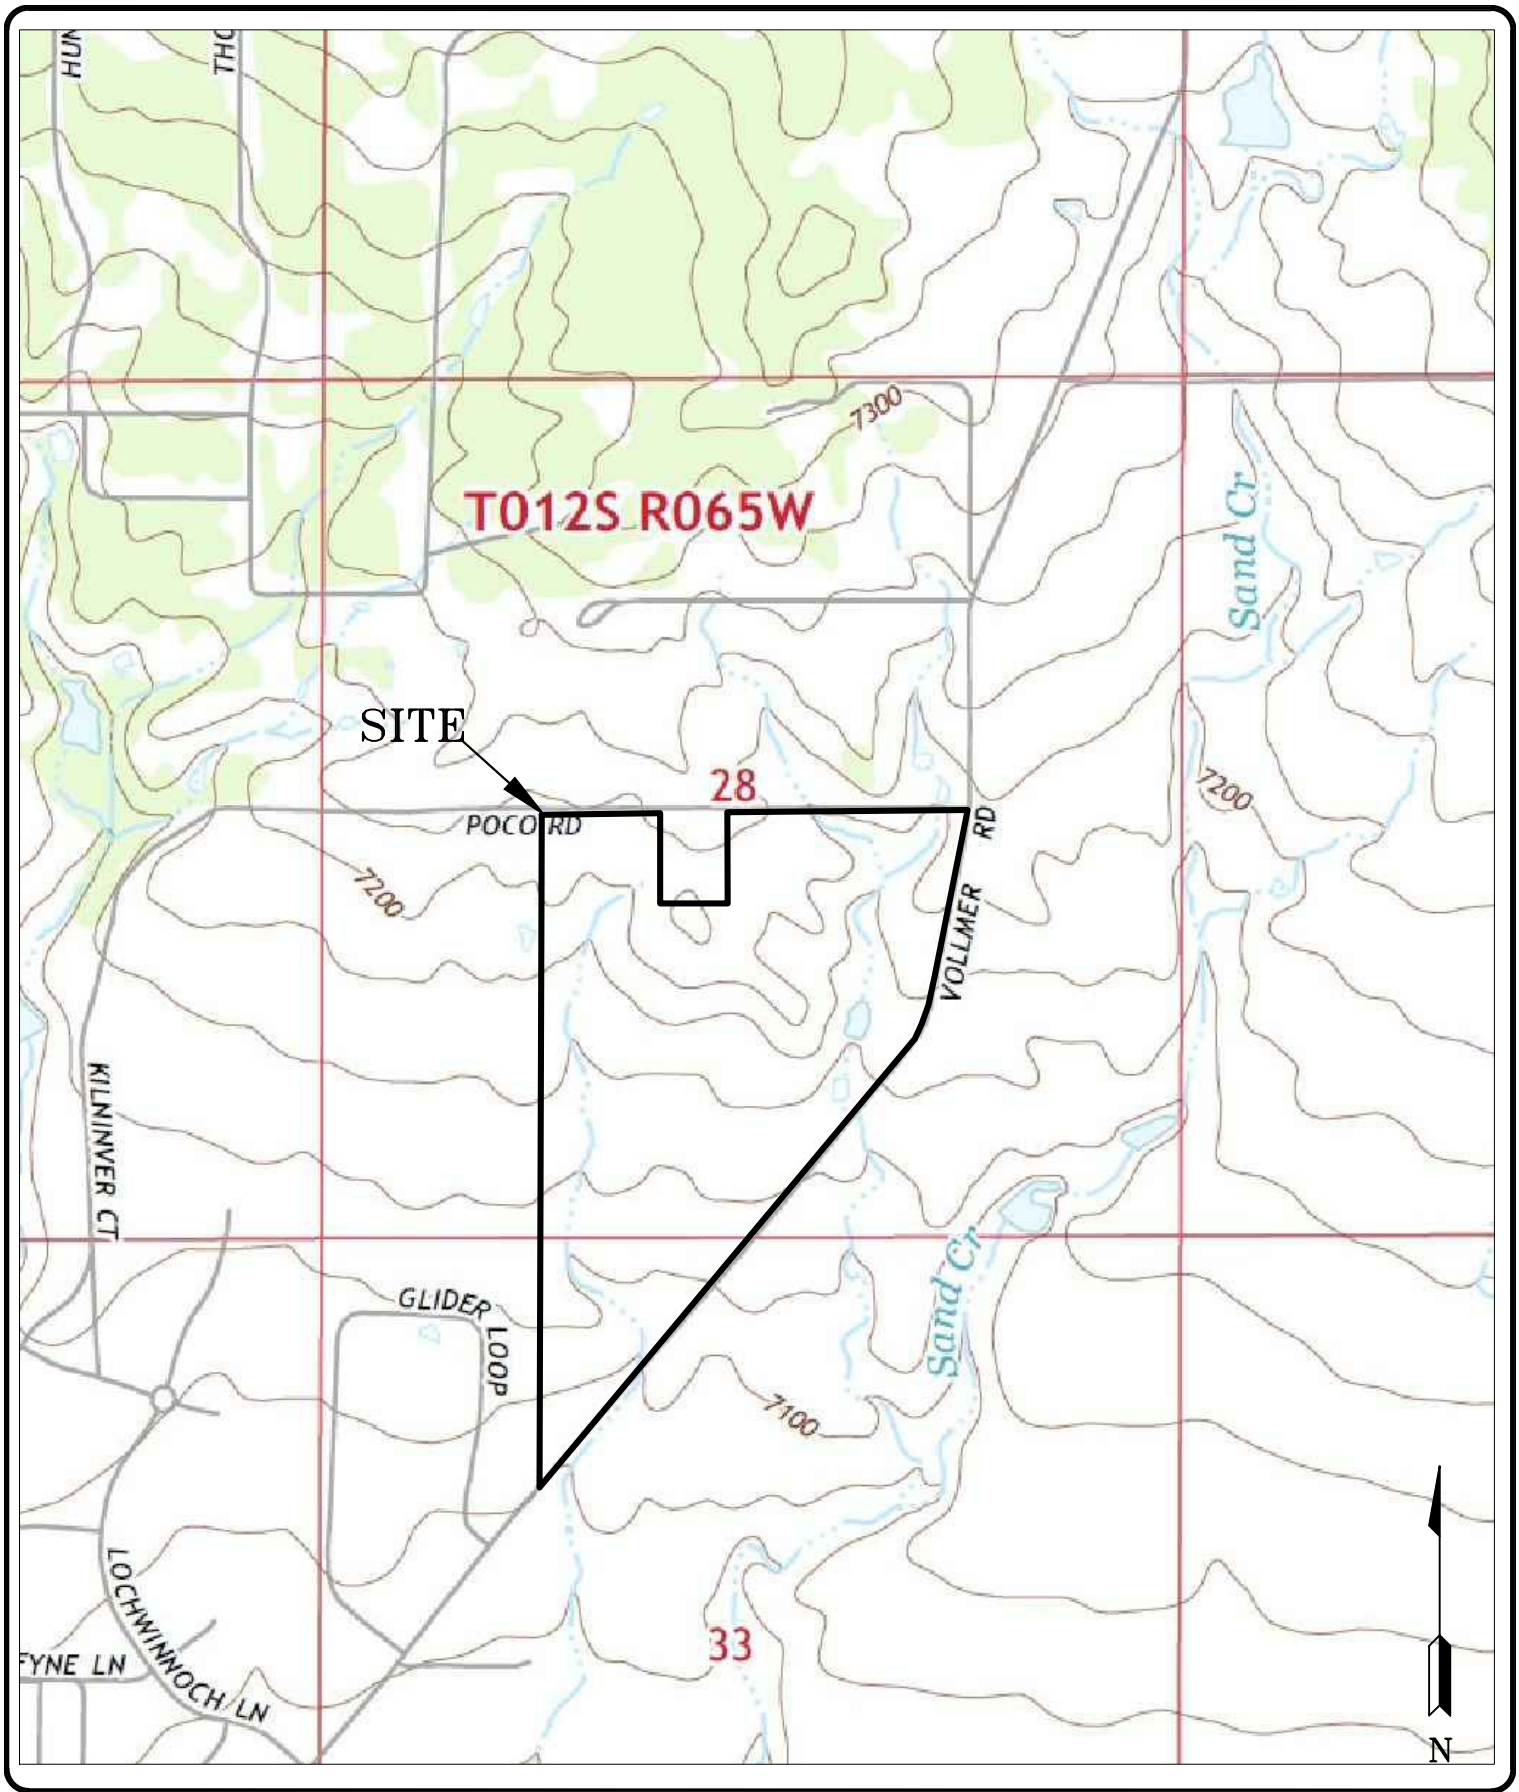 HUN
THO
7300
T012S R065W
Sand Cr
SITE
28
7200
POCO RD
VOLLMER RD
7200
KILNINVER CT
Sand Cr
GLIDER LOOP
7100
LOCHWINNOCH LN
33
FYNE LN
N